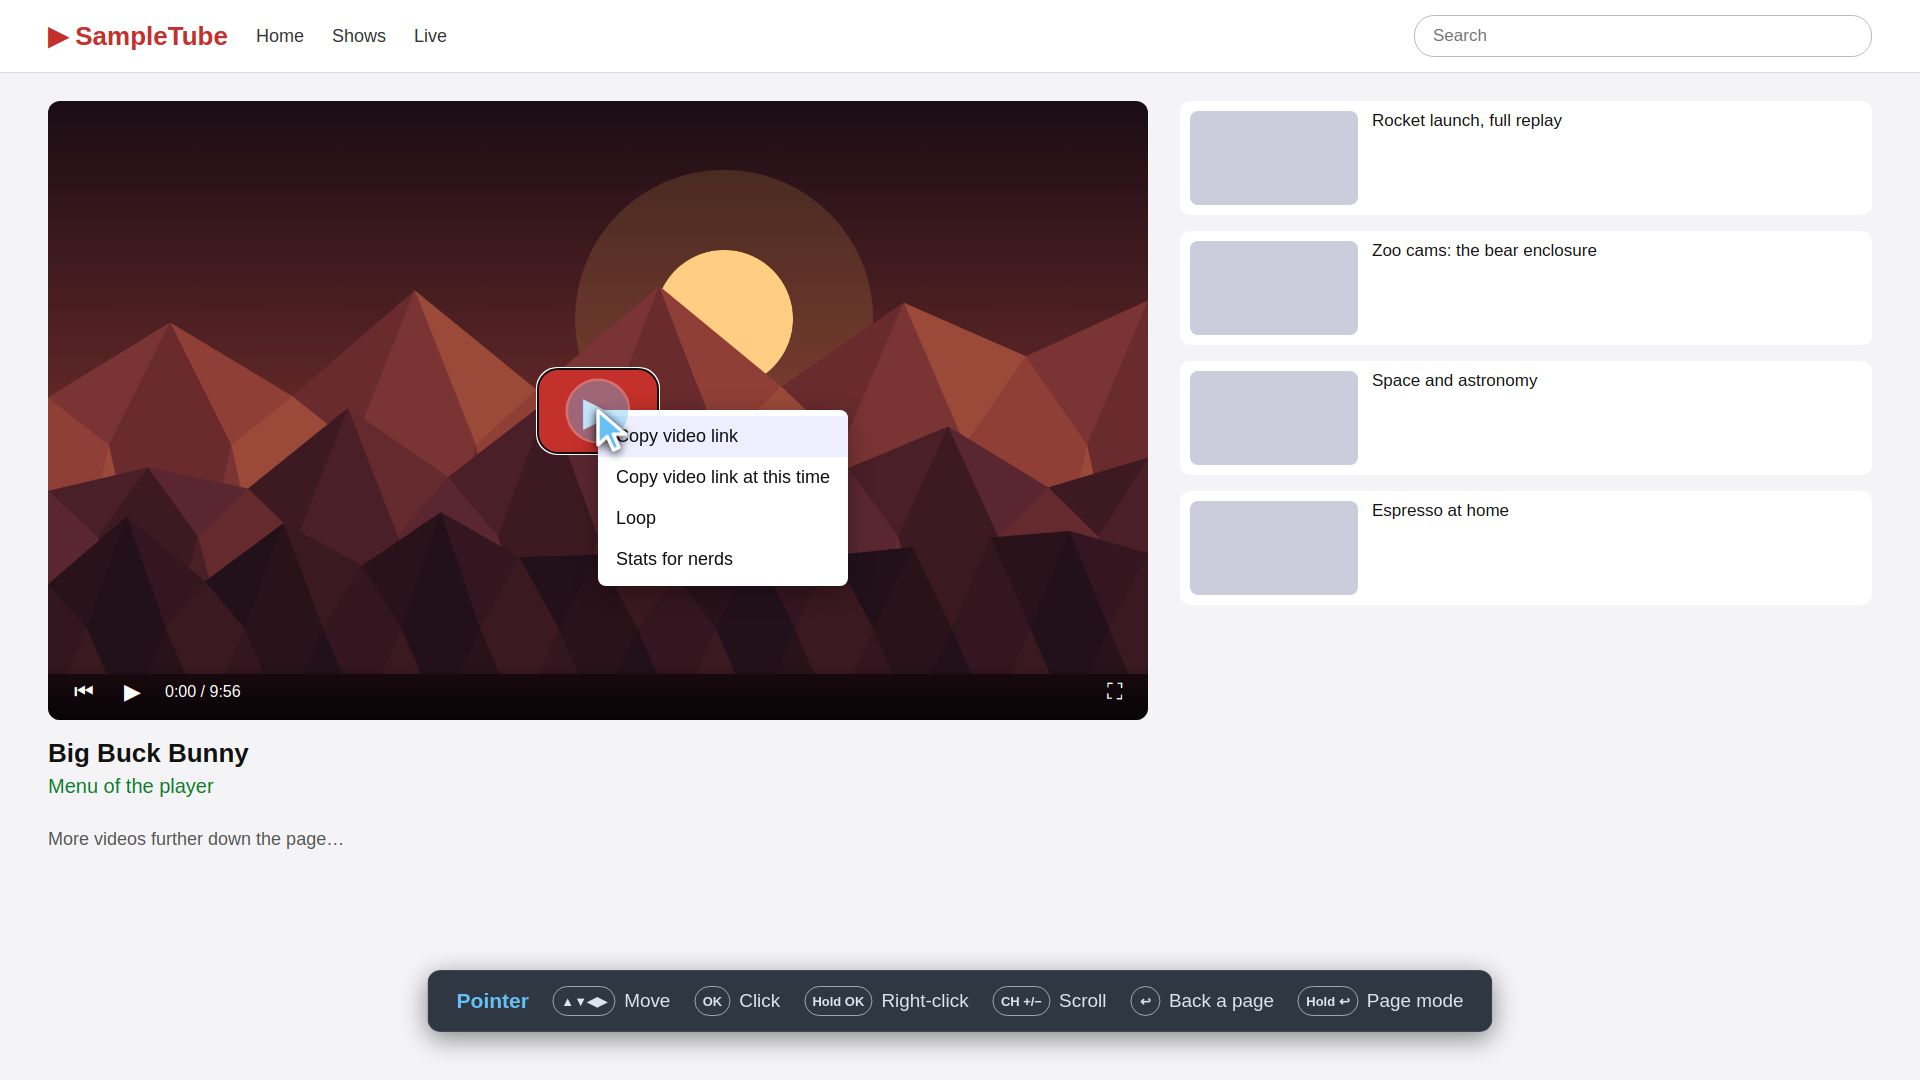 ▶ SampleTube Home Shows Live Search
Rocket launch, full replay
Zoo cams: the bear enclosure
Space and astronomy
Espresso at home
Copy video link
Copy video link at this time
Loop
Stats for nerds
0:00 / 9:56
Big Buck Bunny
Menu of the player
More videos further down the page…
Pointer ▲▼◀▶ Move OK Click Hold OK Right-click CH +/− Scroll ↩ Back a page Hold ↩ Page mode